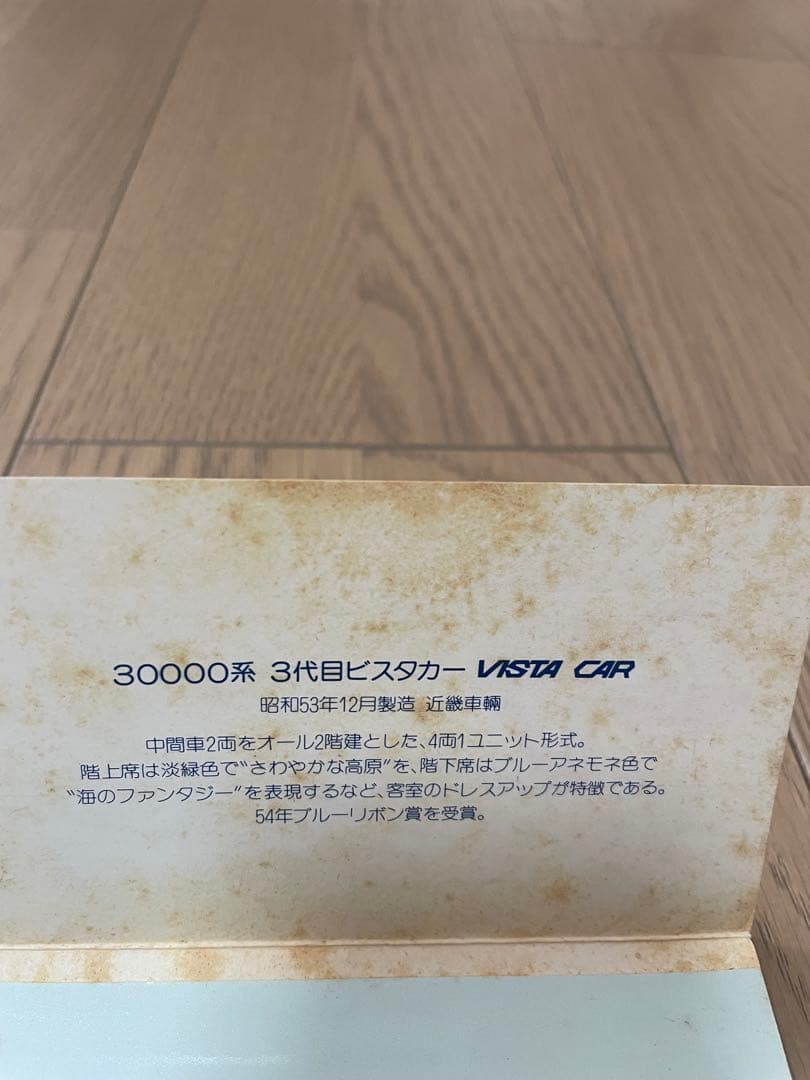 30000系 3代目ビスタカー VISTA CAR
昭和53年12月製造 近畿車輛
中間車2両をオール2階建とした、4両1ユニット形式。
階上席は淡緑色で“さわやかな高原”を、階下席はブルーアネモネ色で
“海のファンタジー”を表現するなど、客室のドレスアップが特徴である。
54年ブルーリボン賞を受賞。